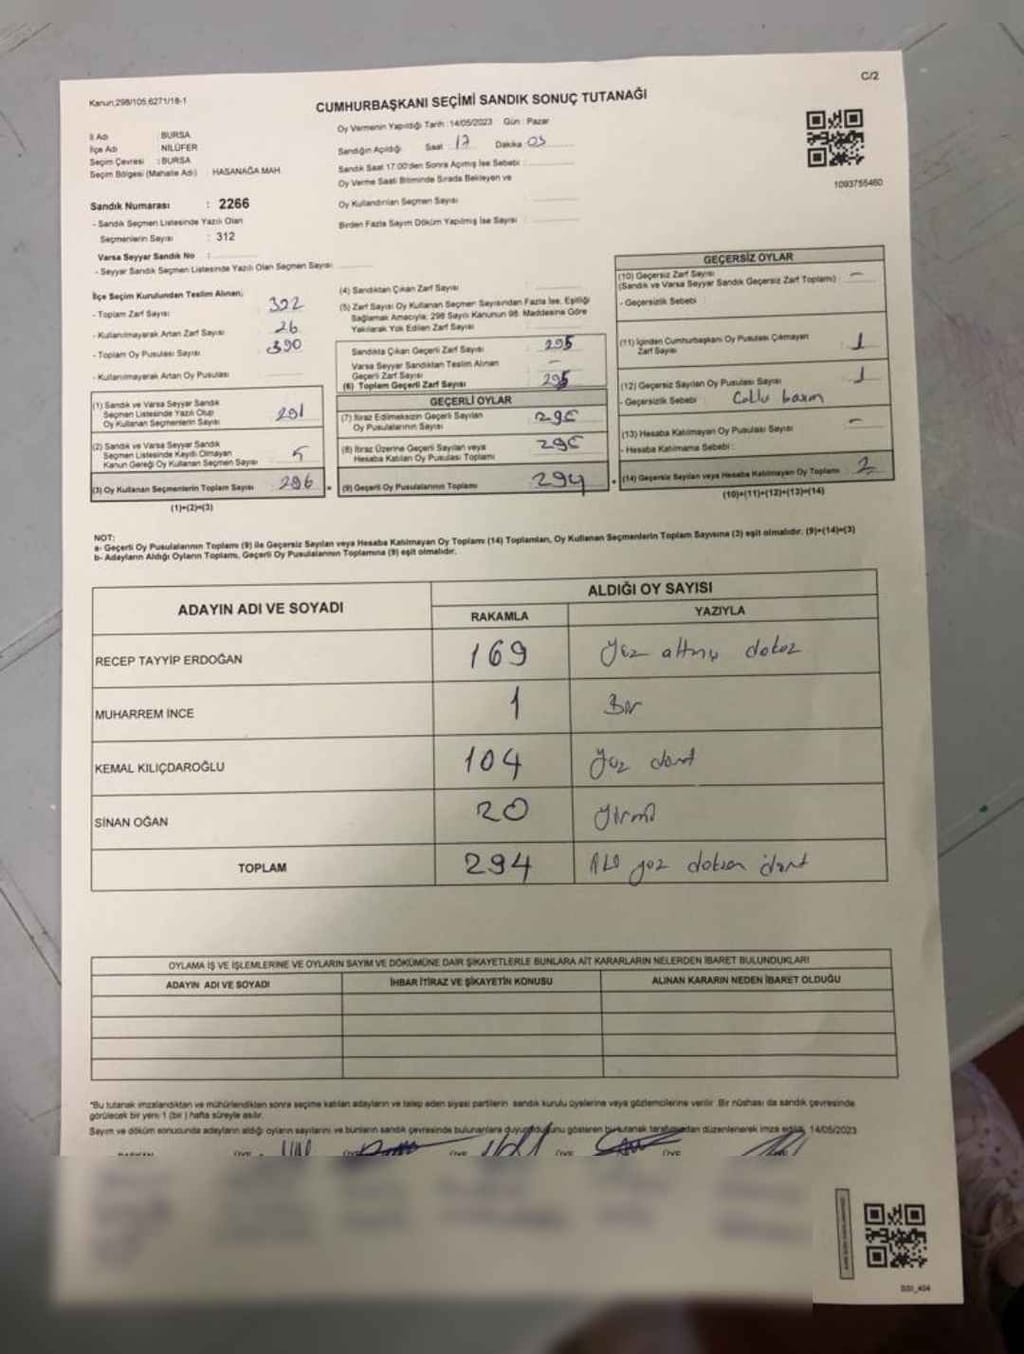 C/2
Kanun:298/105,6271/18-1
CUMHURBAŞKANI SEÇİMİ SANDIK SONUÇ TUTANAĞI
İl Adı : BURSA
İlçe Adı : NİLÜFER
Seçim Çevresi : BURSA
Seçim Bölgesi (Mahalle Adı) : HASANAĞA MAH.
Oy Vermenin Yapıldığı Tarih :14/05/2023 Gün : Pazar
Sandığın Açıldığı Saat 17 Dakika 03
Sandık Saat 17:00'den Sonra Açılmış İse Sebebi :
Oy Verme Saati Bitiminde Sırada Bekleyen ve
Oy Kullandırılan Seçmen Sayısı :
Birden Fazla Sayım Döküm Yapılmış İse Sayısı :
1093755460
Sandık Numarası : 2266
- Sandık Seçmen Listesinde Yazılı Olan
Seçmenlerin Sayısı : 312
Varsa Seyyar Sandık No :
- Seyyar Sandık Seçmen Listesinde Yazılı Olan Seçmen Sayısı
İlçe Seçim Kurulundan Teslim Alınan;
- Toplam Zarf Sayısı : 322
- Kullanılmayarak Artan Zarf Sayısı : 26
- Toplam Oy Pusulası Sayısı : 390
- Kullanılmayarak Artan Oy Pusulası :
(1) Sandık ve Varsa Seyyar Sandık
Seçmen Listesinde Yazılı Olup
Oy Kullanan Seçmenlerin Sayısı 291
(2) Sandık ve Varsa Seyyar Sandık
Seçmen Listesinde Kaydı Olmayan
Kanun Gereği Oy Kullanan Seçmen Sayısı 5
(3) Oy Kullanan Seçmenlerin Toplam Sayısı 296
(1)+(2)=(3)
(4) Sandıktan Çıkan Zarf Sayısı :
(5) Zarf Sayısı Oy Kullanan Seçmen Sayısından Fazla İse, Eşitliği
Sağlamak Amacıyla; 298 Sayılı Kanunun 98. Maddesine Göre
Yakılarak Yok Edilen Zarf Sayısı :
Sandıkta Çıkan Geçerli Zarf Sayısı 295
Varsa Seyyar Sandıktan Teslim Alınan
Geçerli Zarf Sayısı –
(6) Toplam Geçerli Zarf Sayısı 295
GEÇERLİ OYLAR
(7) İtiraz Edilmeksizin Geçerli Sayılan
Oy Pusulalarının Sayısı
(8) İtiraz Üzerine Geçerli Sayılan veya
Hesaba Katılan Oy Pusulası Toplamı
(9) Geçerli Oy Pusulalarının Toplamı 294
GEÇERSİZ OYLAR
(10) Geçersiz Zarf Sayısı
(Sandık ve Varsa Seyyar Sandık Geçersiz Zarf Toplamı) –
- Geçersizlik Sebebi :
(11) İçinden Cumhurbaşkanı Oy Pusulası Çıkmayan
Zarf Sayısı 1
(12) Geçersiz Sayılan Oy Pusulası Sayısı 1
- Geçersizlik Sebebi :
(13) Hesaba Katılmayan Oy Pusulası Sayısı –
- Hesaba Katılmama Sebebi :
(14) Geçersiz Sayılan veya Hesaba Katılmayan Oy Toplamı 2
(10)+(11)+(12)+(13)=(14)
NOT:
a- Geçerli Oy Pusulalarının Toplamı (9) ile Geçersiz Sayılan veya Hesaba Katılmayan Oy Toplamı (14) Toplamları, Oy Kullanan Seçmenlerin Toplam Sayısına (3) eşit olmalıdır. (9)+(14)=(3)
b- Adayların Aldığı Oyların Toplamı, Geçerli Oy Pusulalarının Toplamına (9) eşit olmalıdır.
ADAYIN ADI VE SOYADI
ALDIĞI OY SAYISI
RAKAMLA YAZIYLA
RECEP TAYYİP ERDOĞAN 169 Yüz altmış dokuz
MUHARREM İNCE 1 Bir
KEMAL KILIÇDAROĞLU 104 Yüz dört
SİNAN OĞAN 20 Yirmi
TOPLAM 294 İki yüz doksan dört
OYLAMA İŞ VE İŞLEMLERİNE VE OYLARIN SAYIM VE DÖKÜMÜNE DAİR ŞİKAYETLERLE BUNLARA AİT KARARLARIN NELERDEN İBARET BULUNDUKLARI
ADAYIN ADI VE SOYADI İHBAR İTİRAZ VE ŞİKAYETİN KONUSU ALINAN KARARIN NEDEN İBARET OLDUĞU
*Bu tutanak imzalandıktan ve mühürlendikten sonra seçime katılan adayların ve talep eden siyasi partilerin sandık kurulu üyelerine veya gözlemcilerine verilir. Bir nüshası da sandık çevresinde
görülecek bir yere 1 (bir ) hafta süreyle asılır.
Sayım ve döküm sonucunda adayların aldığı oyların sayılarını ve bunların sandık çevresinde bulunanlara duyurulduğunu gösteren bu tutanak tarafımızdan düzenlenerek imza edildi. 14/05/2023
BAŞKAN ÜYE ÜYE ÜYE ÜYE ÜYE